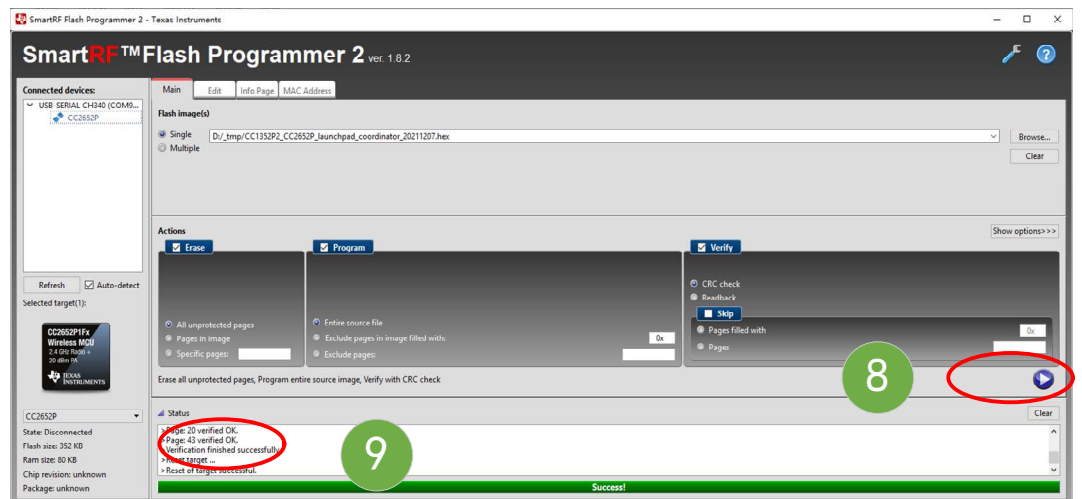 SmartRF Flash Programmer 2 - Texas Instruments
SmartRF™Flash Programmer 2 ver. 1.8.2
Connected devices:
USB-SERIAL CH340 (COM9...
CC2652P
Refresh
Auto-detect
Selected target(1):
CC2652P1Fx
Wireless MCU
2.4 GHz Radio +
20 dBm PA
TEXAS
INSTRUMENTS
CC2652P
State: Disconnected
Flash size: 352 KB
Ram size: 80 KB
Chip revision: unknown
Package: unknown
Main Edit Info Page MAC Address
Flash image(s)
Single D:/_tmp/CC1352P2_CC2652P_launchpad_coordinator_20211207.hex Browse...
Multiple
Clear
Actions
Show options>>>
Erase
All unprotected pages
Pages in image
Specific pages:
Program
Entire source file
Exclude pages in image filled with: 0x
Exclude pages:
Verify
CRC check
Readback
Skip
Pages filled with 0x
Pages
Erase all unprotected pages, Program entire source image, Verify with CRC check
8
Status
Clear
>Page: 20 verified OK.
>Page: 43 verified OK.
Verification finished successfully
>Reset target ...
>Reset of target successful.
9
Success!